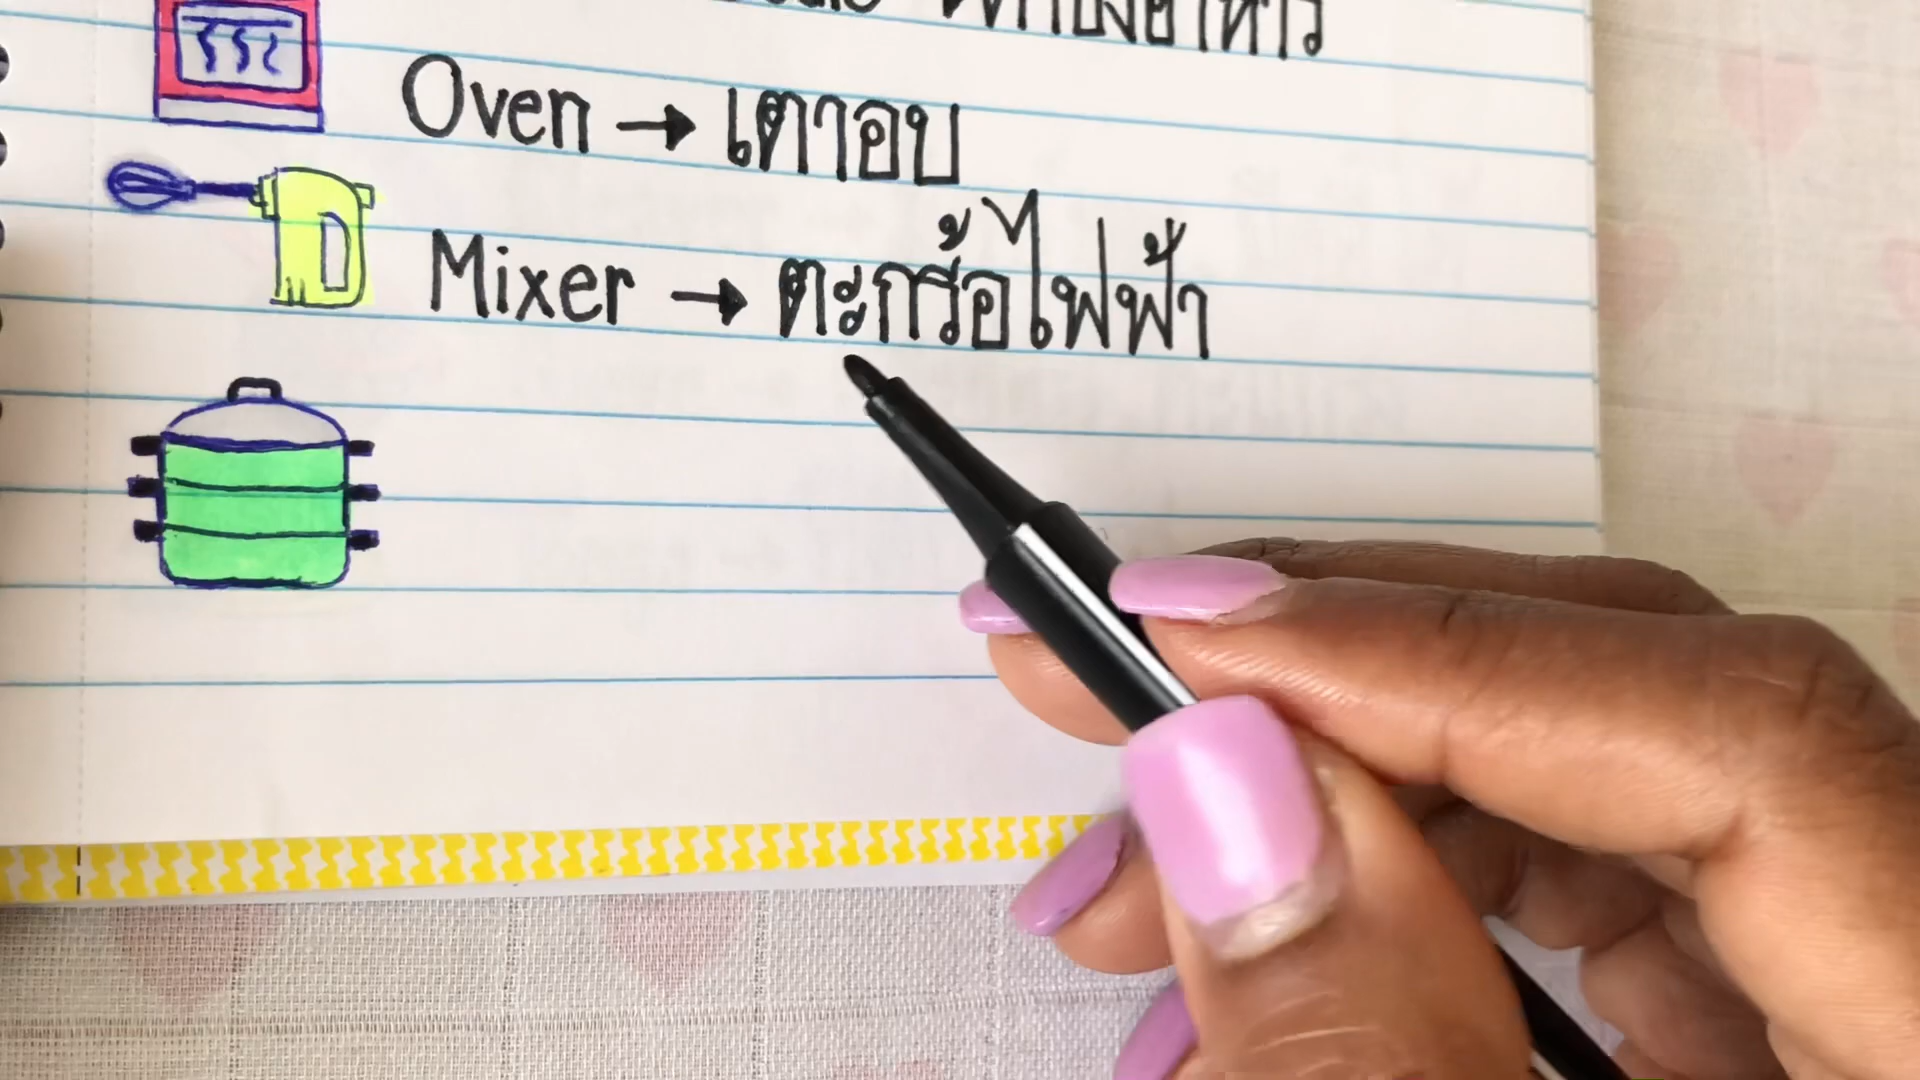 Oven → เตาอบ
Mixer → ตะกร้อไฟฟ้า